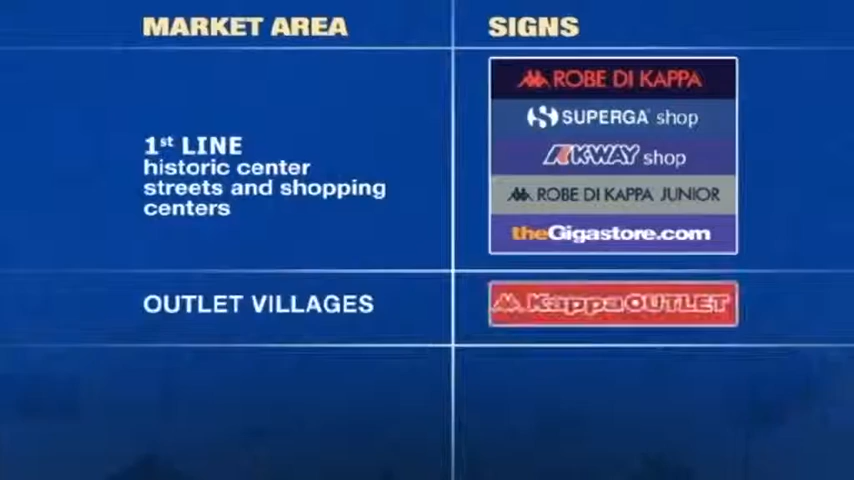 MARKET AREA
SIGNS
1st LINE
historic center
streets and shopping
centers
ROBE DI KAPPA
SUPERGA® shop
K-WAY shop
ROBE DI KAPPA JUNIOR
theGigastore.com
OUTLET VILLAGES
Kappa OUTLET